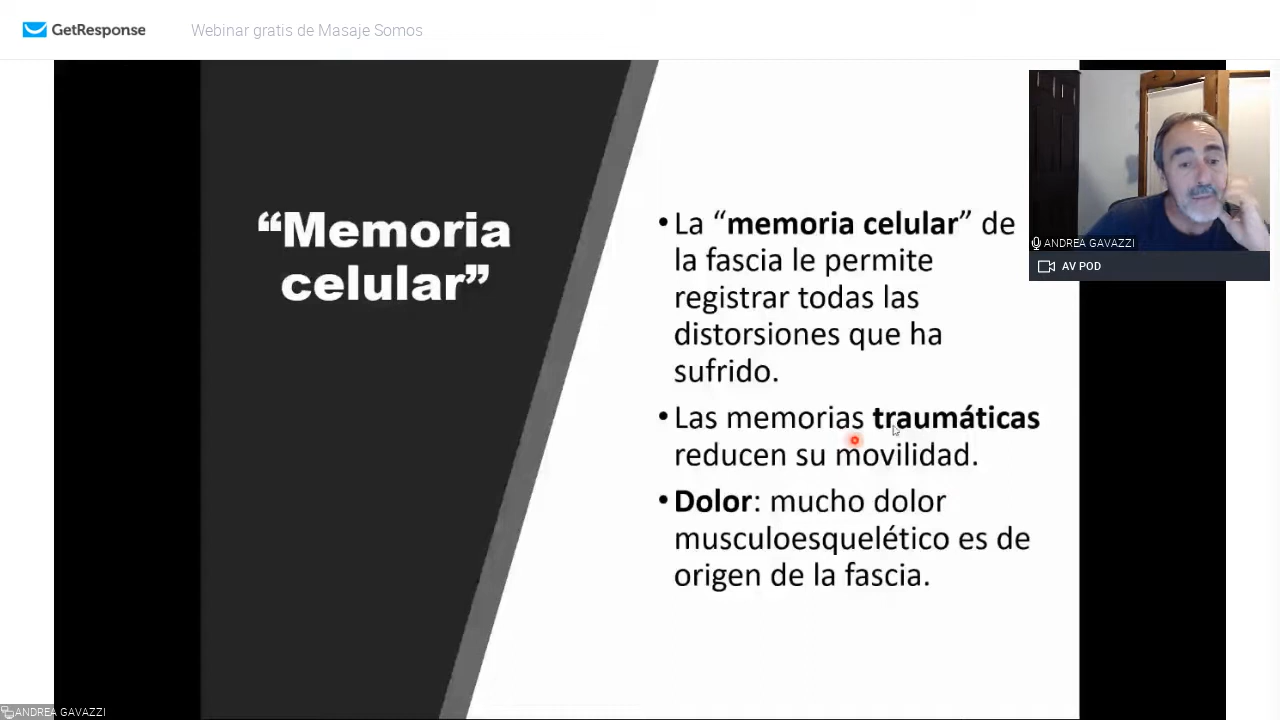 GetResponse
Webinar gratis de Masaje Somos
“Memoria
celular”
• La “memoria celular” de
la fascia le permite
registrar todas las
distorsiones que ha
sufrido.
• Las memorias traumáticas
reducen su movilidad.
• Dolor: mucho dolor
musculoesquelético es de
origen de la fascia.
ANDREA GAVAZZI
AV POD
ANDREA GAVAZZI